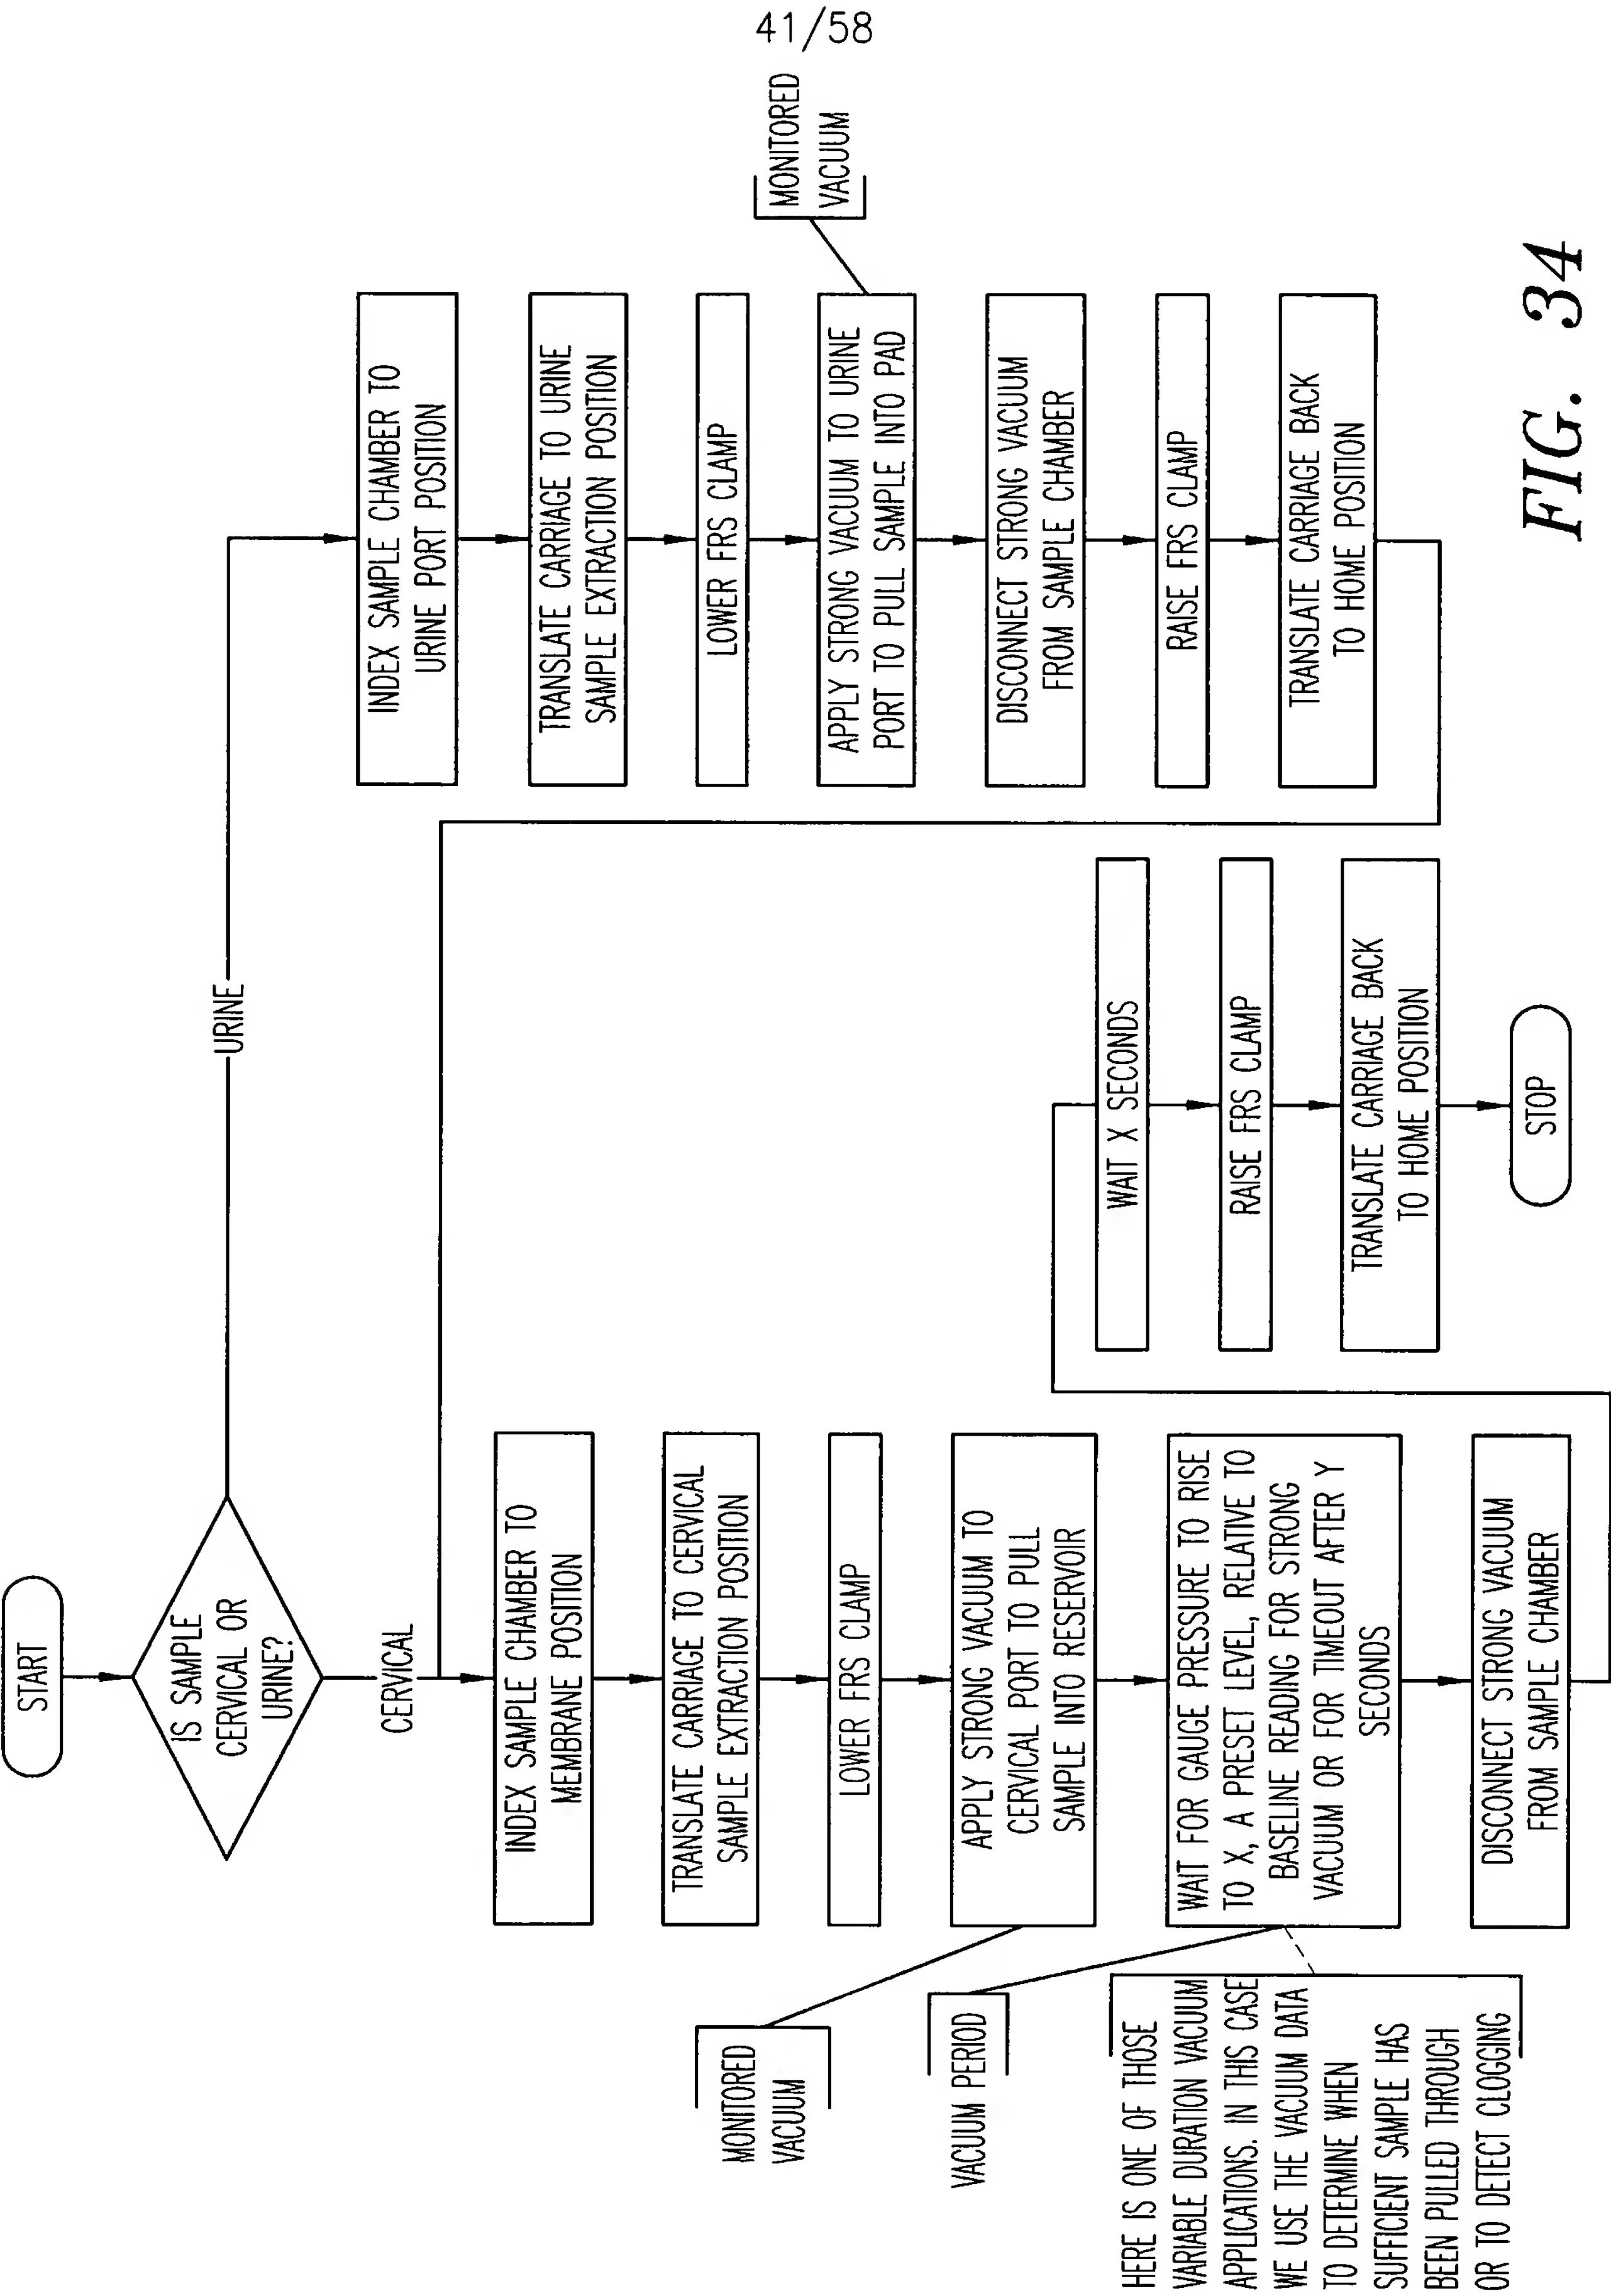 41/58
START
IS SAMPLE
CERVICAL OR
URINE?
URINE
CERVICAL
INDEX SAMPLE CHAMBER TO
MEMBRANE POSITION
TRANSLATE CARRIAGE TO CERVICAL
SAMPLE EXTRACTION POSITION
LOWER FRS CLAMP
APPLY STRONG VACUUM TO
CERVICAL PORT TO PULL
SAMPLE INTO RESERVOIR
MONITORED
VACUUM
WAIT FOR GAUGE PRESSURE TO RISE
TO X, A PRESET LEVEL, RELATIVE TO
BASELINE READING FOR STRONG
VACUUM OR FOR TIMEOUT AFTER Y
SECONDS
VACUUM PERIOD
HERE IS ONE OF THOSE
VARIABLE DURATION VACUUM
APPLICATIONS. IN THIS CASE
WE USE THE VACUUM DATA
TO DETERMINE WHEN
SUFFICIENT SAMPLE HAS
BEEN PULLED THROUGH
OR TO DETECT CLOGGING
DISCONNECT STRONG VACUUM
FROM SAMPLE CHAMBER
WAIT X SECONDS
RAISE FRS CLAMP
TRANSLATE CARRIAGE BACK
TO HOME POSITION
STOP
INDEX SAMPLE CHAMBER TO
URINE PORT POSITION
TRANSLATE CARRIAGE TO URINE
SAMPLE EXTRACTION POSITION
LOWER FRS CLAMP
APPLY STRONG VACUUM TO URINE
PORT TO PULL SAMPLE INTO PAD
MONITORED
VACUUM
DISCONNECT STRONG VACUUM
FROM SAMPLE CHAMBER
RAISE FRS CLAMP
TRANSLATE CARRIAGE BACK
TO HOME POSITION
FIG. 34